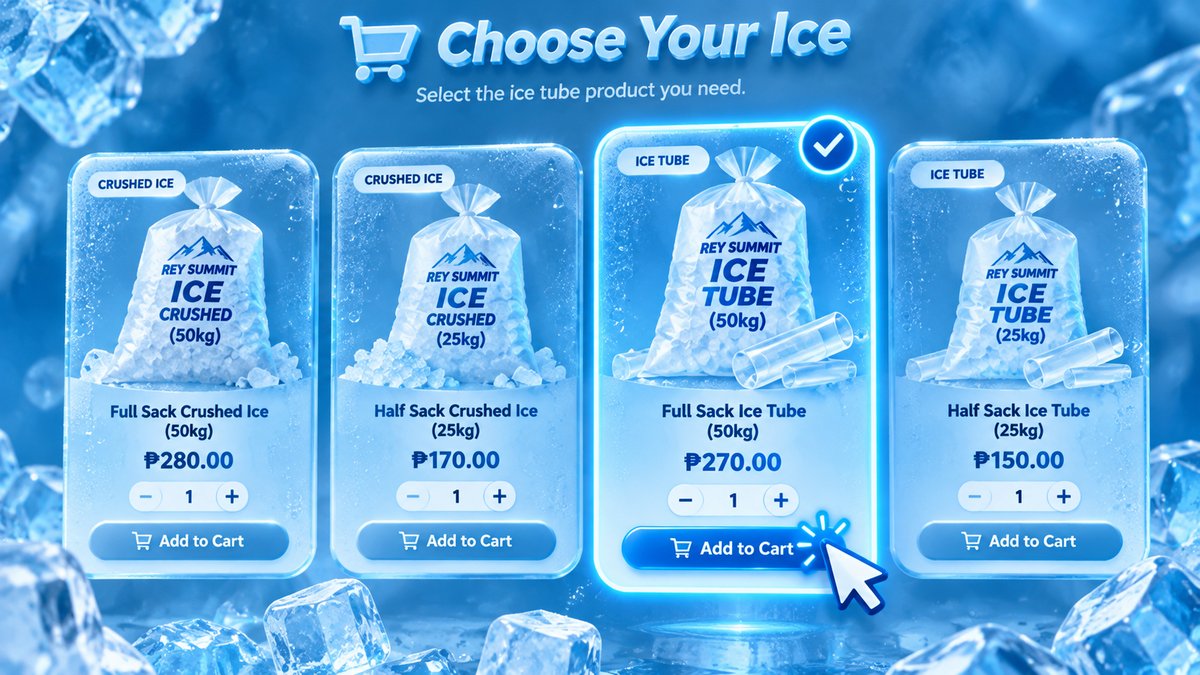 Choose Your Ice
Select the ice tube product you need.
CRUSHED ICE
REY SUMMIT
ICE
CRUSHED
(50kg)
Full Sack Crushed Ice
(50kg)
₱280.00
− 1 +
Add to Cart
CRUSHED ICE
REY SUMMIT
ICE
CRUSHED
(25kg)
Half Sack Crushed Ice
(25kg)
₱170.00
− 1 +
Add to Cart
ICE TUBE
REY SUMMIT
ICE
TUBE
(50kg)
Full Sack Ice Tube
(50kg)
₱270.00
− 1 +
Add to Cart
ICE TUBE
REY SUMMIT
ICE
TUBE
(25kg)
Half Sack Ice Tube
(25kg)
₱150.00
− 1 +
Add to Cart